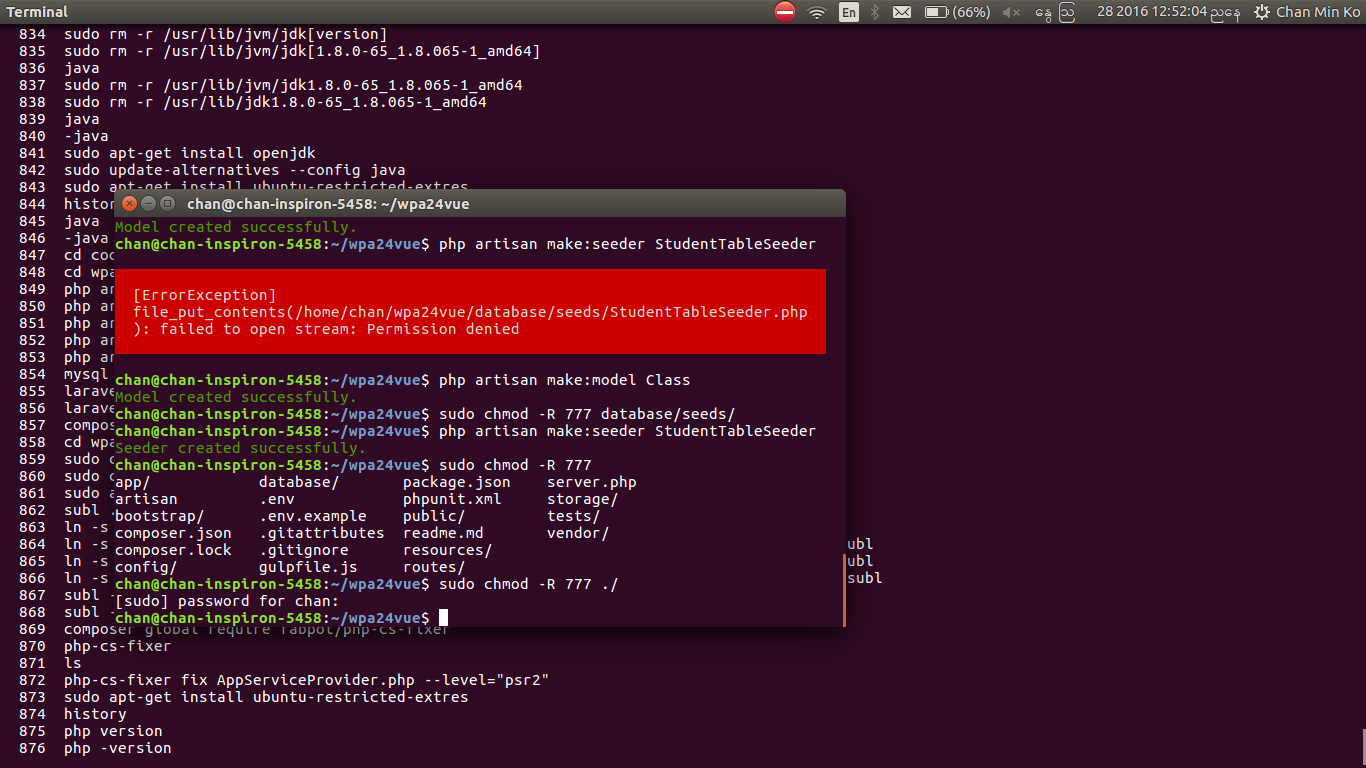 Terminal
En (66%) နွေ သြ 28 2016 12:52:04 ညနေ Chan Min Ko
834 sudo rm -r /usr/lib/jvm/jdk[version]
835 sudo rm -r /usr/lib/jvm/jdk[1.8.0-65_1.8.065-1_amd64]
836 java
837 sudo rm -r /usr/lib/jvm/jdk1.8.0-65_1.8.065-1_amd64
838 sudo rm -r /usr/lib/jdk1.8.0-65_1.8.065-1_amd64
839 java
840 -java
841 sudo apt-get install openjdk
842 sudo update-alternatives --config java
843 sudo apt-get install ubuntu-restricted-extres
844 histor
845 java
846 -java
847 cd coo
848 cd wpa
849 php ar
850 php ar
851 php ar
852 php ar
853 php ar
854 mysql
855 larave
856 larave
857 compos
858 cd wpa
859 sudo c
860 sudo c
861 sudo a
862 subl
863 ln -s
864 ln -s ubl
865 ln -s ubl
866 ln -s subl
867 subl -
868 subl -
869 composer global require fabpot/php-cs-fixer
870 php-cs-fixer
871 ls
872 php-cs-fixer fix AppServiceProvider.php --level="psr2"
873 sudo apt-get install ubuntu-restricted-extres
874 history
875 php version
876 php -version
chan@chan-inspiron-5458: ~/wpa24vue
Model created successfully.
chan@chan-inspiron-5458:~/wpa24vue$ php artisan make:seeder StudentTableSeeder
[ErrorException]
file_put_contents(/home/chan/wpa24vue/database/seeds/StudentTableSeeder.php
): failed to open stream: Permission denied
chan@chan-inspiron-5458:~/wpa24vue$ php artisan make:model Class
Model created successfully.
chan@chan-inspiron-5458:~/wpa24vue$ sudo chmod -R 777 database/seeds/
chan@chan-inspiron-5458:~/wpa24vue$ php artisan make:seeder StudentTableSeeder
Seeder created successfully.
chan@chan-inspiron-5458:~/wpa24vue$ sudo chmod -R 777
app/ database/ package.json server.php
artisan .env phpunit.xml storage/
bootstrap/ .env.example public/ tests/
composer.json .gitattributes readme.md vendor/
composer.lock .gitignore resources/
config/ gulpfile.js routes/
chan@chan-inspiron-5458:~/wpa24vue$ sudo chmod -R 777 ./
[sudo] password for chan:
chan@chan-inspiron-5458:~/wpa24vue$